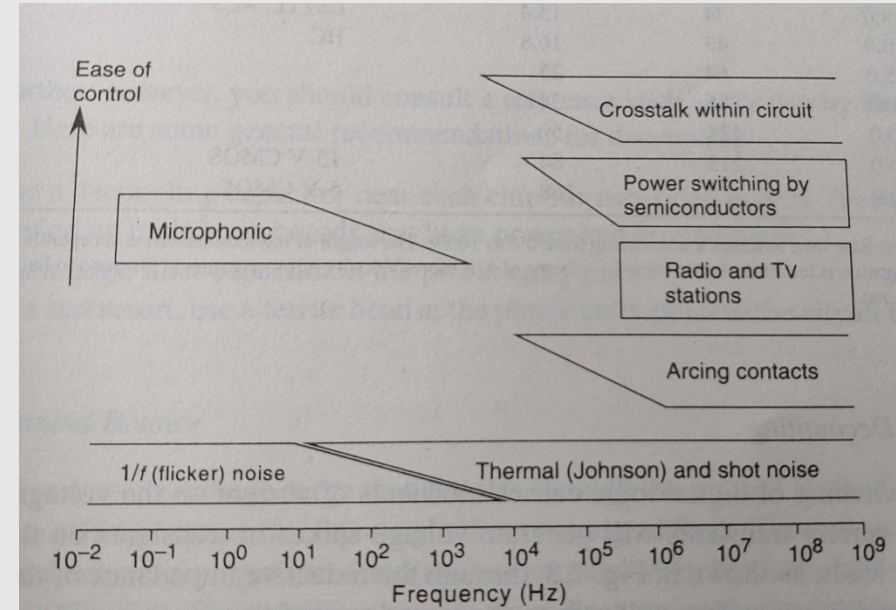 Ease of
control
Crosstalk within circuit
Power switching by
semiconductors
Microphonic
Radio and TV
stations
Arcing contacts
1/f (flicker) noise
Thermal (Johnson) and shot noise
10⁻² 10⁻¹ 10⁰ 10¹ 10² 10³ 10⁴ 10⁵ 10⁶ 10⁷ 10⁸ 10⁹
Frequency (Hz)